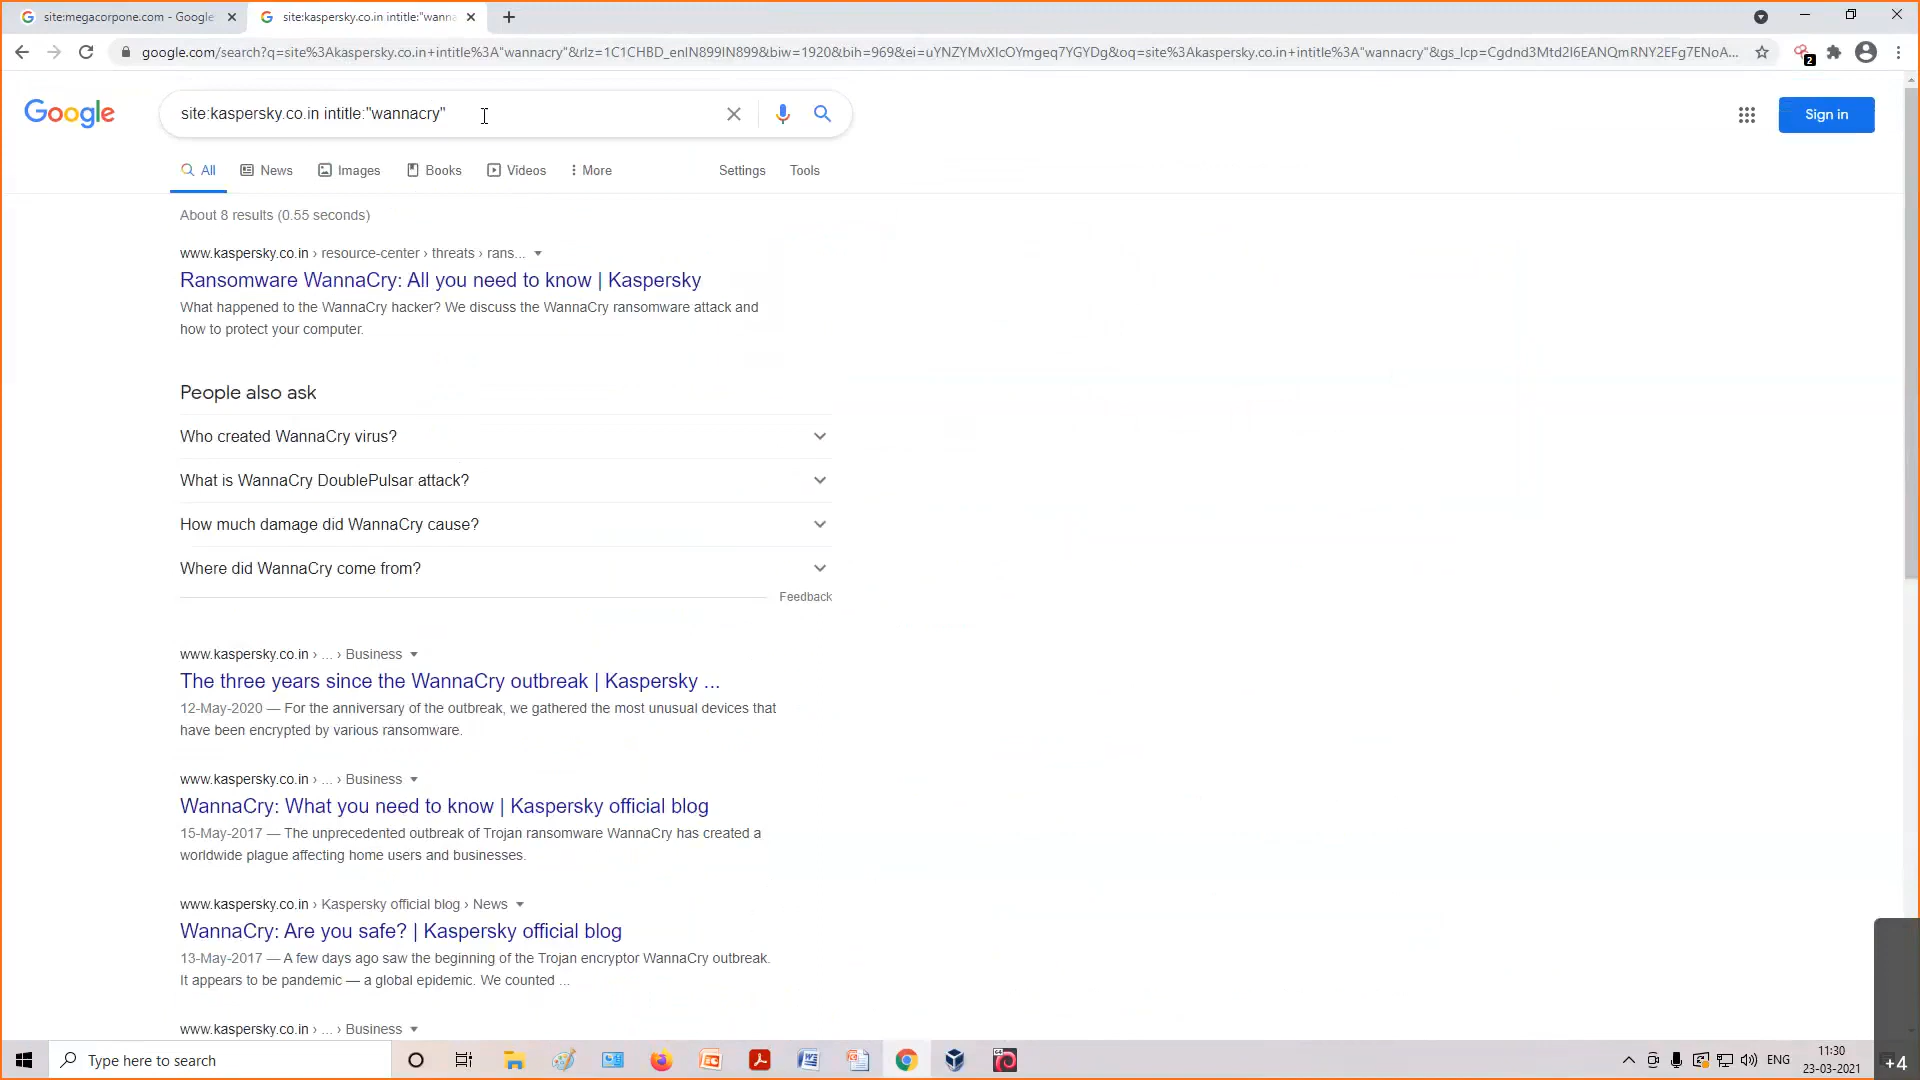 site:megacorpone.com - Google
site:kaspersky.co.in intitle:"wanna
google.com/search?q=site%3Akaspersky.co.in+intitle%3A"wannacry"&rlz=1C1CHBD_enIN899IN899&biw=1920&bih=969&ei=uYNZYMvXIcOYmgeq7YGYDg&oq=site%3Akaspersky.co.in+intitle%3A"wannacry"&gs_lcp=Cgdnd3Mtd2l6EANQmRNY2EFg7ENoA...
2
Google
site:kaspersky.co.in intitle:"wannacry"
Sign in
All
News
Images
Books
Videos
More
Settings
Tools
About 8 results (0.55 seconds)
www.kaspersky.co.in › resource-center › threats › rans...
Ransomware WannaCry: All you need to know | Kaspersky
What happened to the WannaCry hacker? We discuss the WannaCry ransomware attack and
how to protect your computer.
People also ask
Who created WannaCry virus?
What is WannaCry DoublePulsar attack?
How much damage did WannaCry cause?
Where did WannaCry come from?
Feedback
www.kaspersky.co.in › ... › Business
The three years since the WannaCry outbreak | Kaspersky ...
12-May-2020 — For the anniversary of the outbreak, we gathered the most unusual devices that
have been encrypted by various ransomware.
www.kaspersky.co.in › ... › Business
WannaCry: What you need to know | Kaspersky official blog
15-May-2017 — The unprecedented outbreak of Trojan ransomware WannaCry has created a
worldwide plague affecting home users and businesses.
www.kaspersky.co.in › Kaspersky official blog › News
WannaCry: Are you safe? | Kaspersky official blog
13-May-2017 — A few days ago saw the beginning of the Trojan encryptor WannaCry outbreak.
It appears to be pandemic — a global epidemic. We counted ...
www.kaspersky.co.in › ... › Business
Type here to search
ENG
11:30
23-03-2021
+4